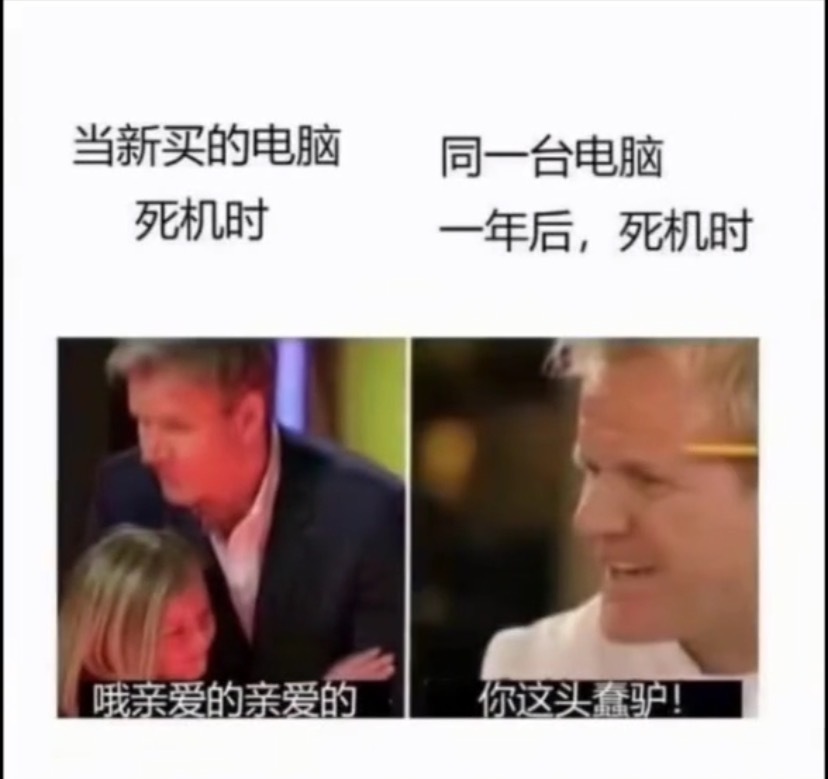 当新买的电脑
死机时
同一台电脑
一年后，死机时
哦亲爱的亲爱的
你这头蠢驴！